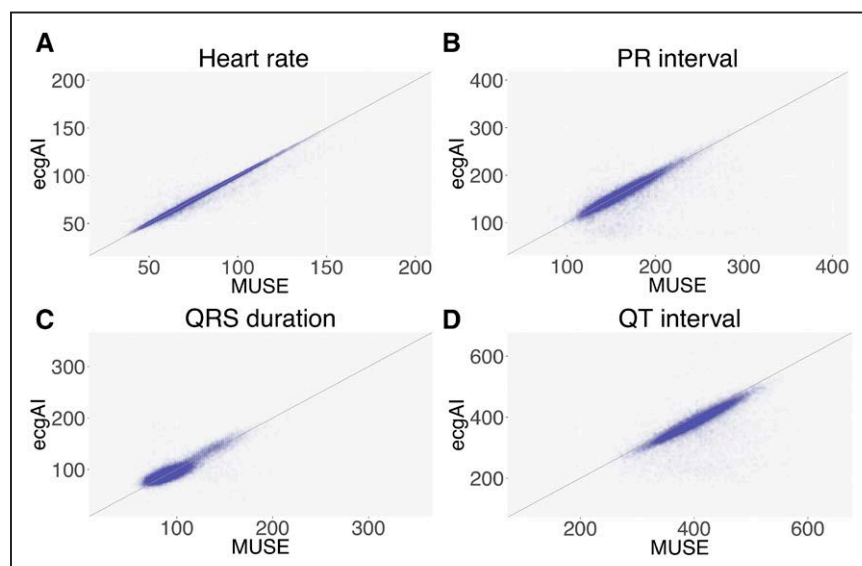 A
Heart rate
200
150
100
50
ecgAI
50 100 150 200
MUSE
B
PR interval
400
300
200
100
ecgAI
100 200 300 400
MUSE
C
QRS duration
300
200
100
ecgAI
100 200 300
MUSE
D
QT interval
600
400
200
ecgAI
200 400 600
MUSE